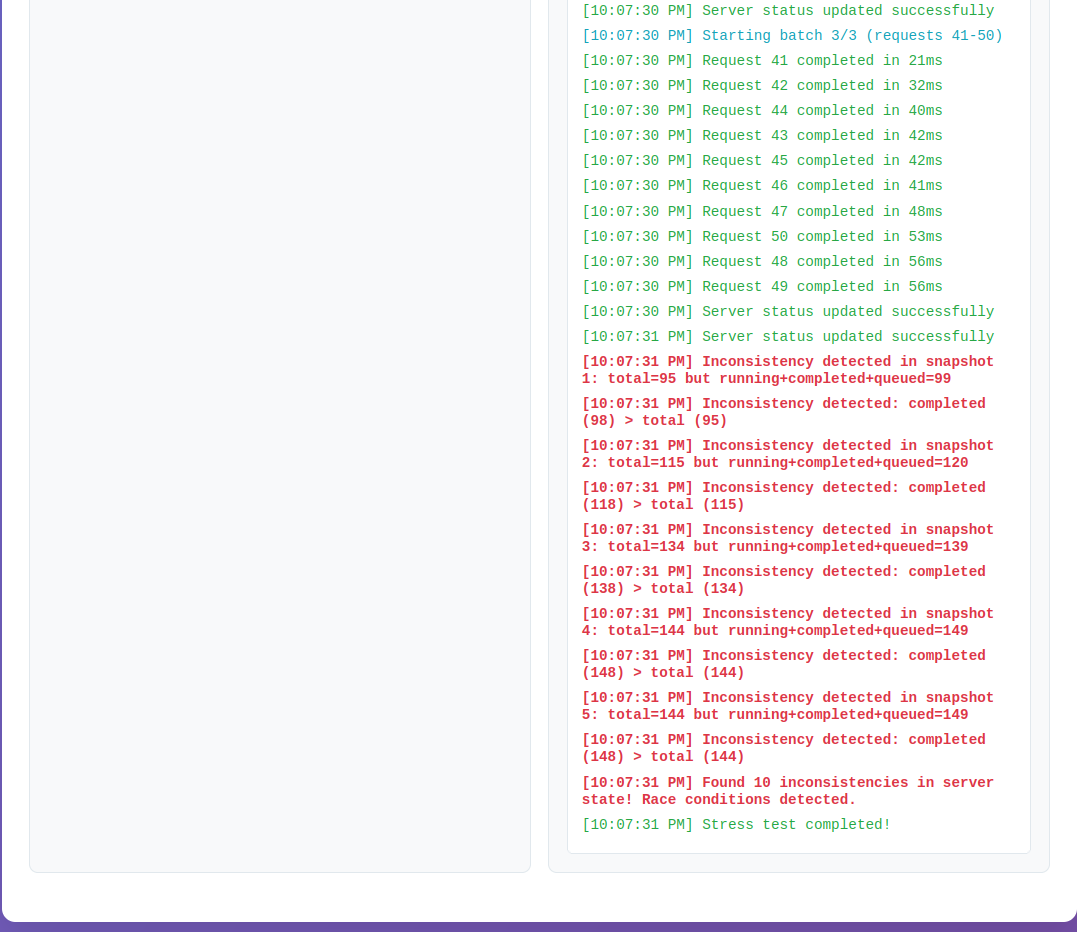 [10:07:30 PM] Server status updated successfully
[10:07:30 PM] Starting batch 3/3 (requests 41-50)
[10:07:30 PM] Request 41 completed in 21ms
[10:07:30 PM] Request 42 completed in 32ms
[10:07:30 PM] Request 44 completed in 40ms
[10:07:30 PM] Request 43 completed in 42ms
[10:07:30 PM] Request 45 completed in 42ms
[10:07:30 PM] Request 46 completed in 41ms
[10:07:30 PM] Request 47 completed in 48ms
[10:07:30 PM] Request 50 completed in 53ms
[10:07:30 PM] Request 48 completed in 56ms
[10:07:30 PM] Request 49 completed in 56ms
[10:07:30 PM] Server status updated successfully
[10:07:31 PM] Server status updated successfully
[10:07:31 PM] Inconsistency detected in snapshot
1: total=95 but running+completed+queued=99
[10:07:31 PM] Inconsistency detected: completed
(98) > total (95)
[10:07:31 PM] Inconsistency detected in snapshot
2: total=115 but running+completed+queued=120
[10:07:31 PM] Inconsistency detected: completed
(118) > total (115)
[10:07:31 PM] Inconsistency detected in snapshot
3: total=134 but running+completed+queued=139
[10:07:31 PM] Inconsistency detected: completed
(138) > total (134)
[10:07:31 PM] Inconsistency detected in snapshot
4: total=144 but running+completed+queued=149
[10:07:31 PM] Inconsistency detected: completed
(148) > total (144)
[10:07:31 PM] Inconsistency detected in snapshot
5: total=144 but running+completed+queued=149
[10:07:31 PM] Inconsistency detected: completed
(148) > total (144)
[10:07:31 PM] Found 10 inconsistencies in server
state! Race conditions detected.
[10:07:31 PM] Stress test completed!